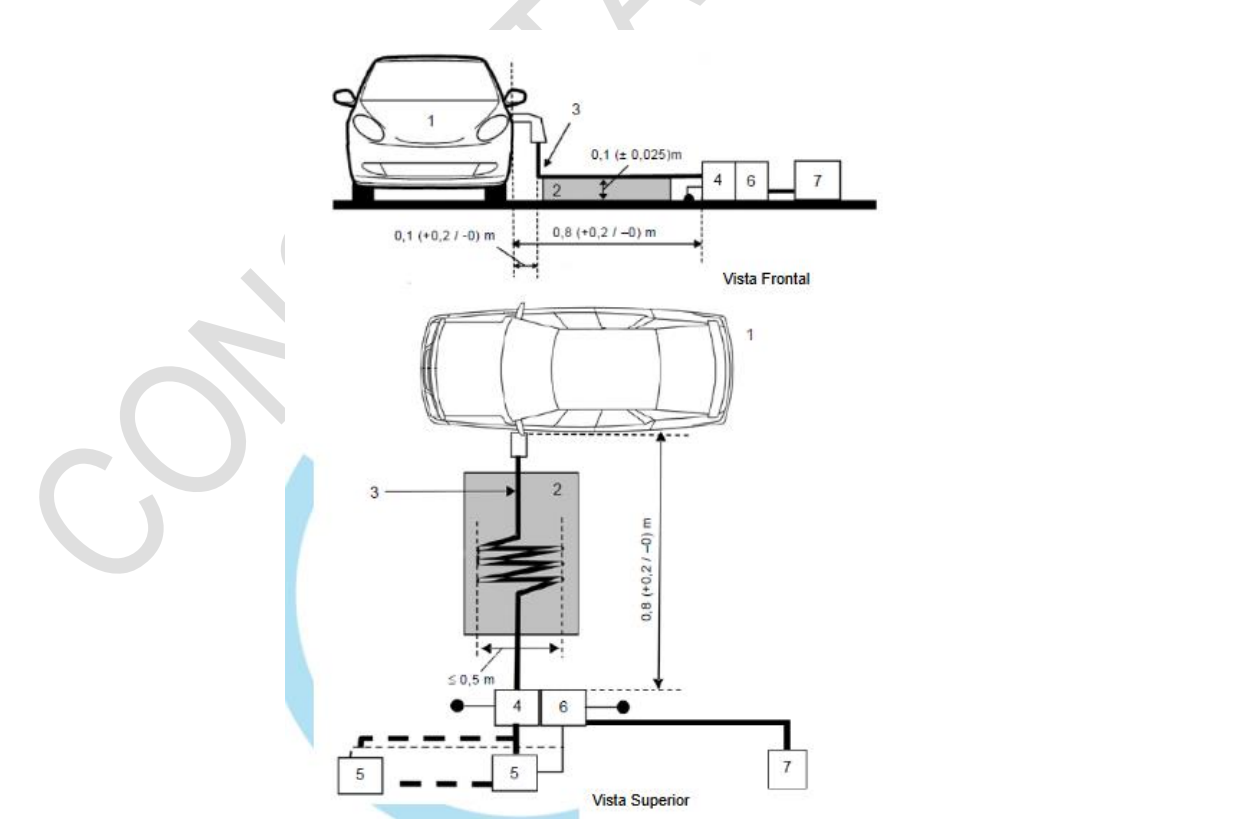 1
3
0,1 (± 0,025)m
2
4
6
7
0,1 (+0,2 / -0) m
0,8 (+0,2 / –0) m
Vista Frontal
1
3
2
0,8 (+0,2 / –0) m
≤ 0,5 m
4
6
5
5
7
Vista Superior